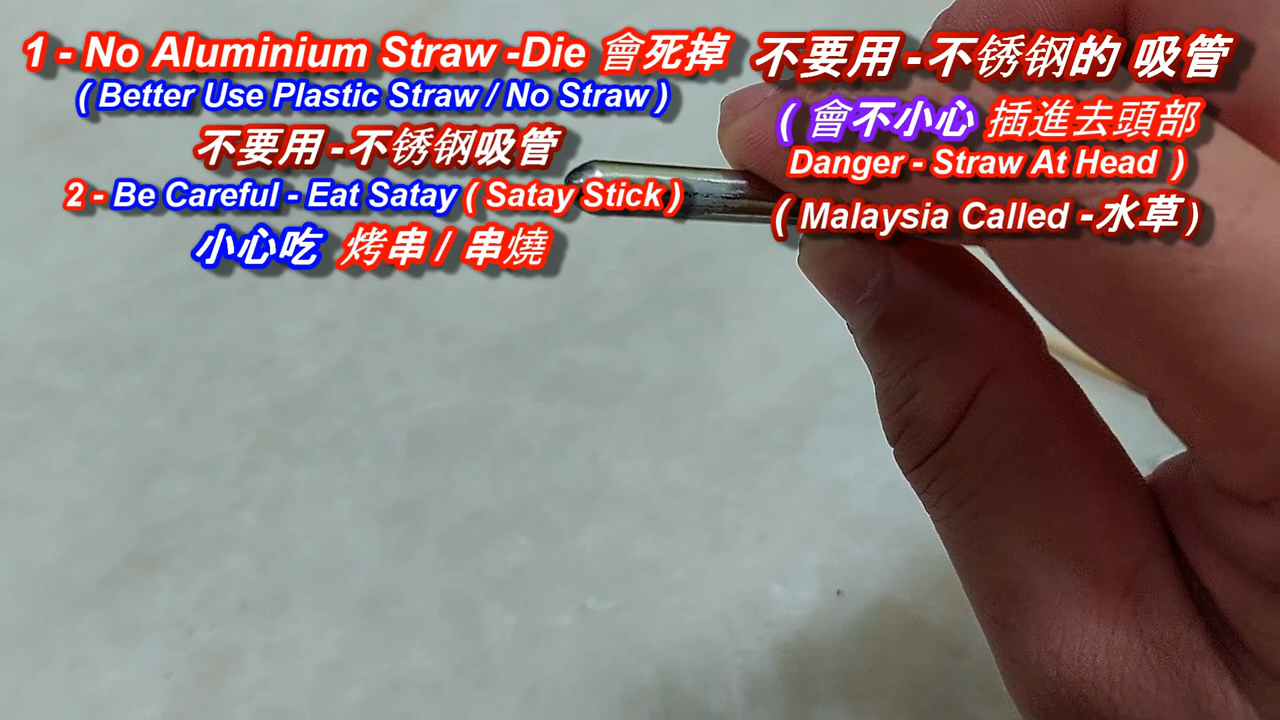 1 - No Aluminium Straw -Die 會死掉
( Better Use Plastic Straw / No Straw )
不要用 -不锈钢吸管
2 - Be Careful - Eat Satay ( Satay Stick )
小心吃 烤串 / 串燒
不要用 -不锈钢的 吸管
( 會不小心 插進去頭部
Danger - Straw At Head )
( Malaysia Called -水草 )